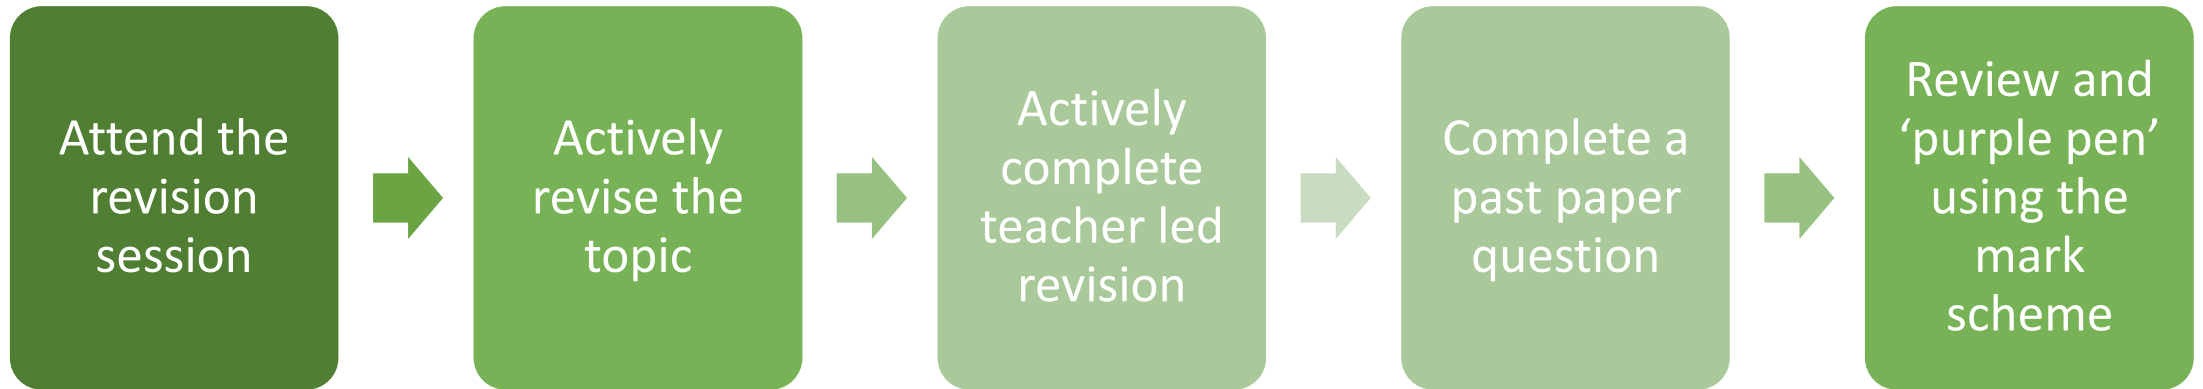 Attend the
revision
session
Actively
revise the
topic
Actively
complete
teacher led
revision
Complete a
past paper
question
Review and
‘purple pen’
using the
mark
scheme